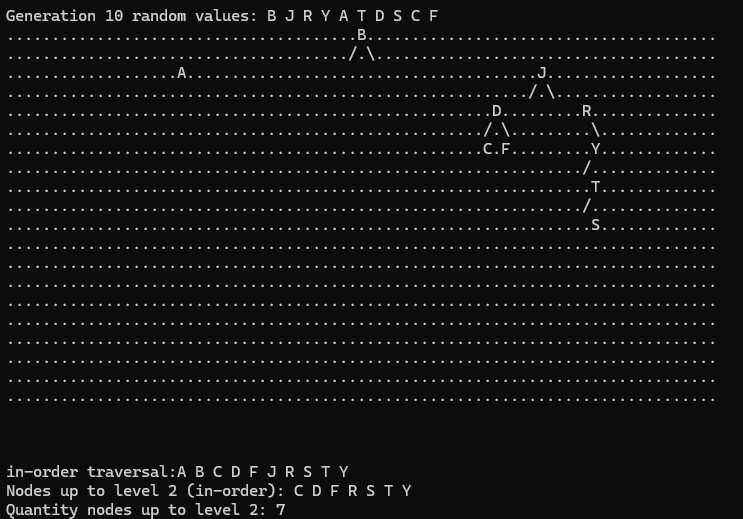 Generation 10 random values: B J R Y A T D S C F
.......................................B......................................
....................................../.\.....................................
...................A.......................................J..................
........................................................../.\.................
......................................................D.........R.............
...................................................../.\.........\............
.....................................................C.F.........Y............
................................................................/.............
.................................................................T............
................................................................/.............
.................................................................S............
...............................................................................
...............................................................................
...............................................................................
...............................................................................
...............................................................................
...............................................................................
...............................................................................
...............................................................................
...............................................................................
in-order traversal:A B C D F J R S T Y
Nodes up to level 2 (in-order): C D F R S T Y
Quantity nodes up to level 2: 7